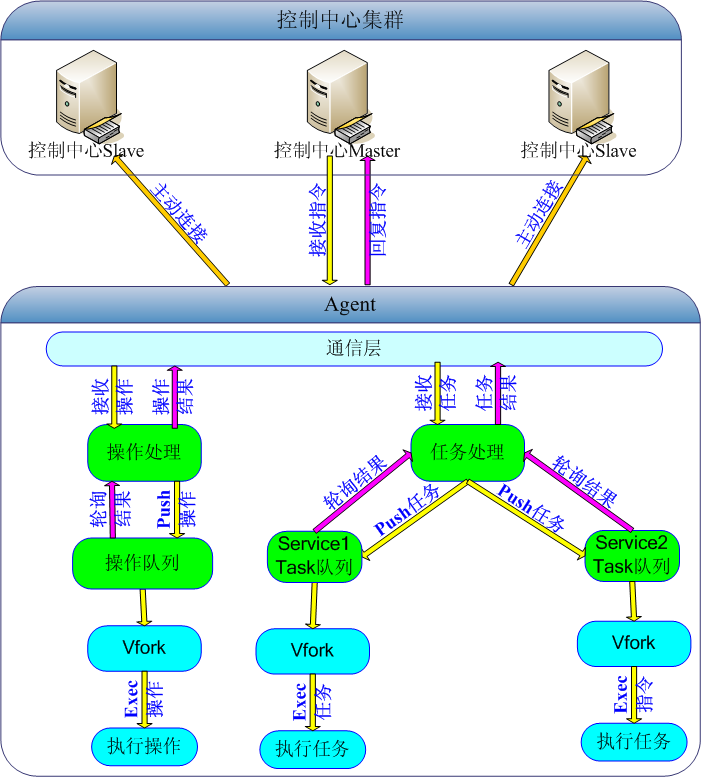 控制中心集群
控制中心Slave
控制中心Master
控制中心Slave
主动连接
接收指令
回复指令
主动连接
Agent
通信层
接收
操作
操作
结果
接收
任务
任务
结果
操作处理
任务处理
轮询
结果
Push
操作
轮询结果
Push任务
Push任务
轮询结果
操作队列
Service1
Task队列
Service2
Task队列
Vfork
Vfork
Vfork
Exec
操作
Exec
任务
Exec
指令
执行操作
执行任务
执行任务